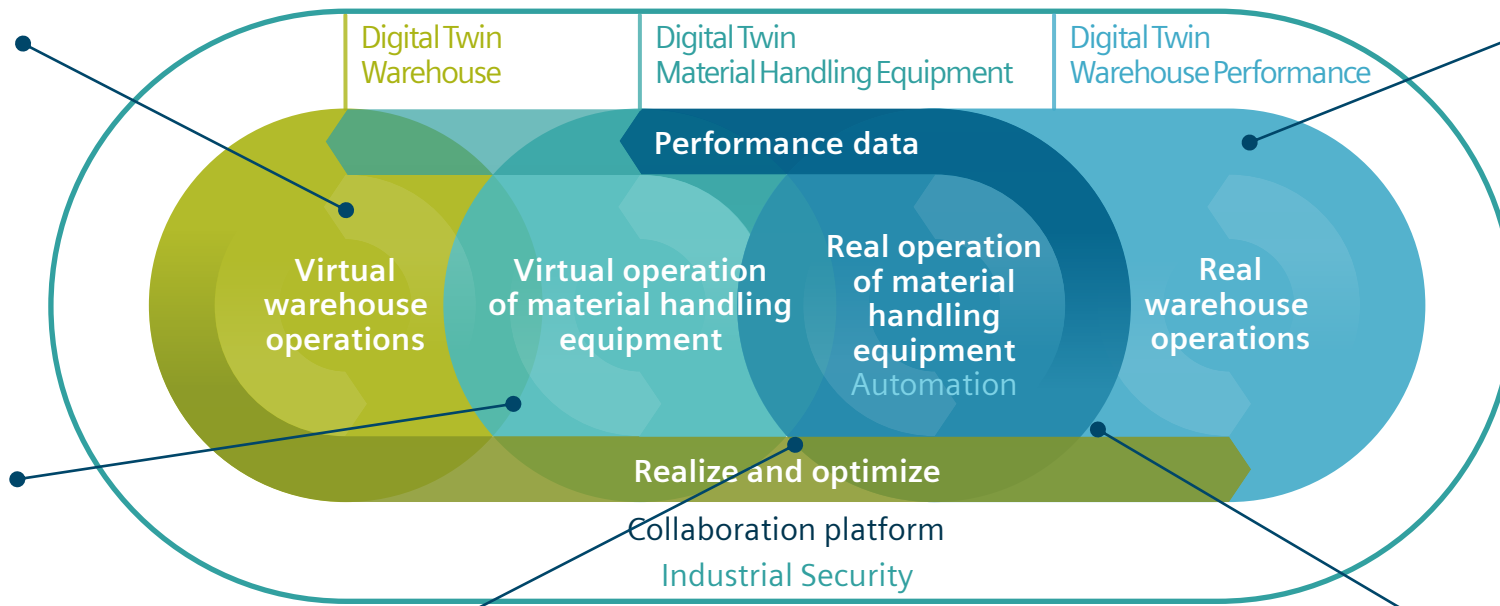 Digital Twin
Warehouse
Digital Twin
Material Handling Equipment
Digital Twin
Warehouse Performance
Performance data
Virtual
warehouse
operations
Virtual operation
of material handling
equipment
Real operation
of material
handling
equipment
Automation
Real
warehouse
operations
Realize and optimize
Collaboration platform
Industrial Security